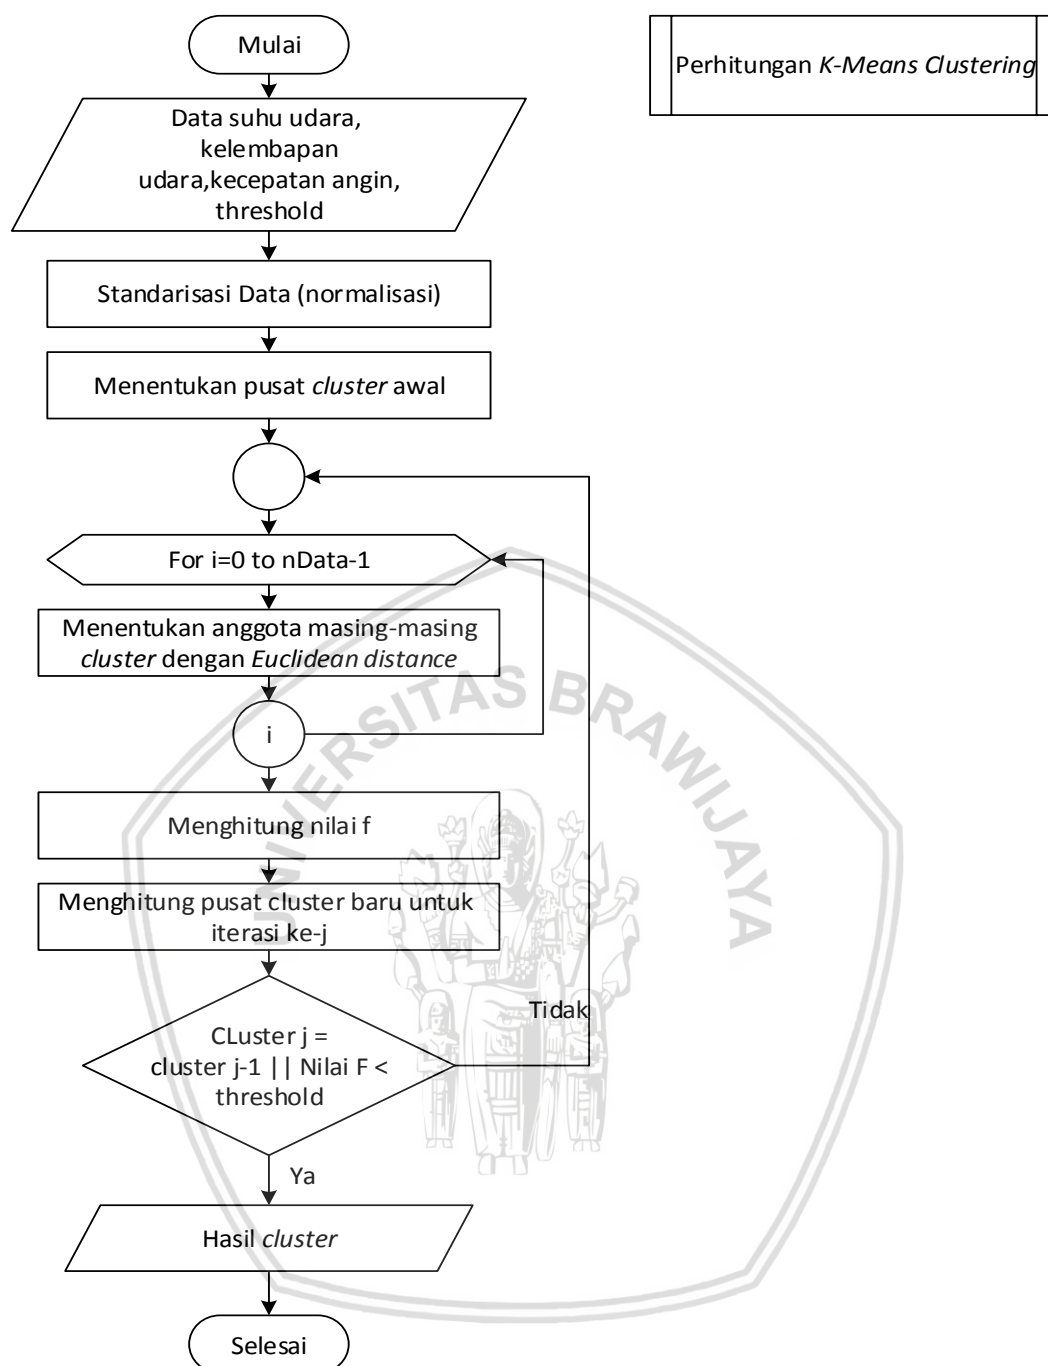 Mulai
Perhitungan K-Means Clustering
Data suhu udara,
kelembapan
udara,kecepatan angin,
threshold
Standarisasi Data (normalisasi)
Menentukan pusat cluster awal
For i=0 to nData-1
Menentukan anggota masing-masing
cluster dengan Euclidean distance
i
Menghitung nilai f
Menghitung pusat cluster baru untuk
iterasi ke-j
CLuster j =
cluster j-1 || Nilai F <
threshold
Tidak
Ya
Hasil cluster
Selesai
UNIVERSITAS BRAWIJAYA